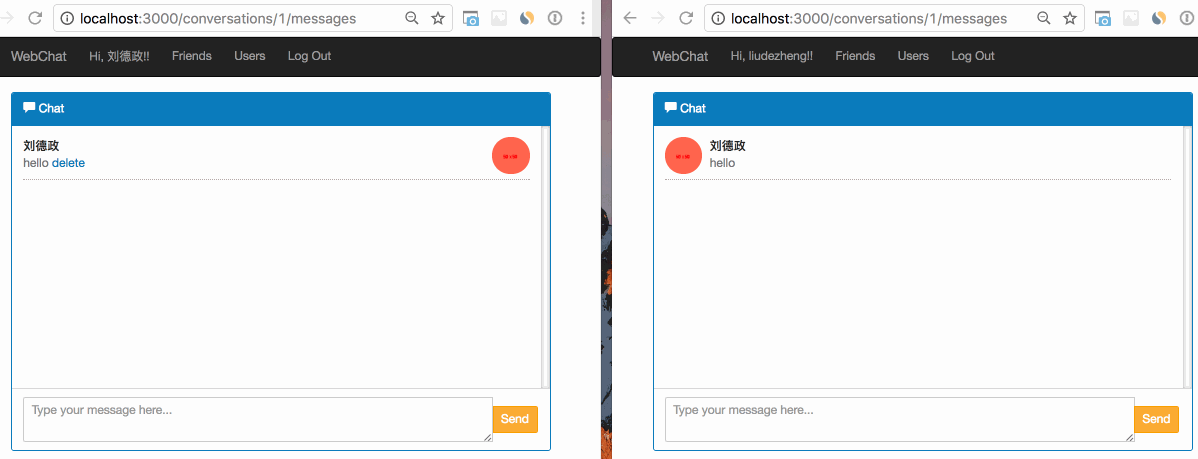 localhost:3000/conversations/1/messages
WebChat Hi, 刘德政!! Friends Users Log Out
Chat
刘德政
hello delete
Type your message here...
Send
localhost:3000/conversations/1/messages
WebChat Hi, liudezheng!! Friends Users Log Out
Chat
刘德政
hello
Type your message here...
Send